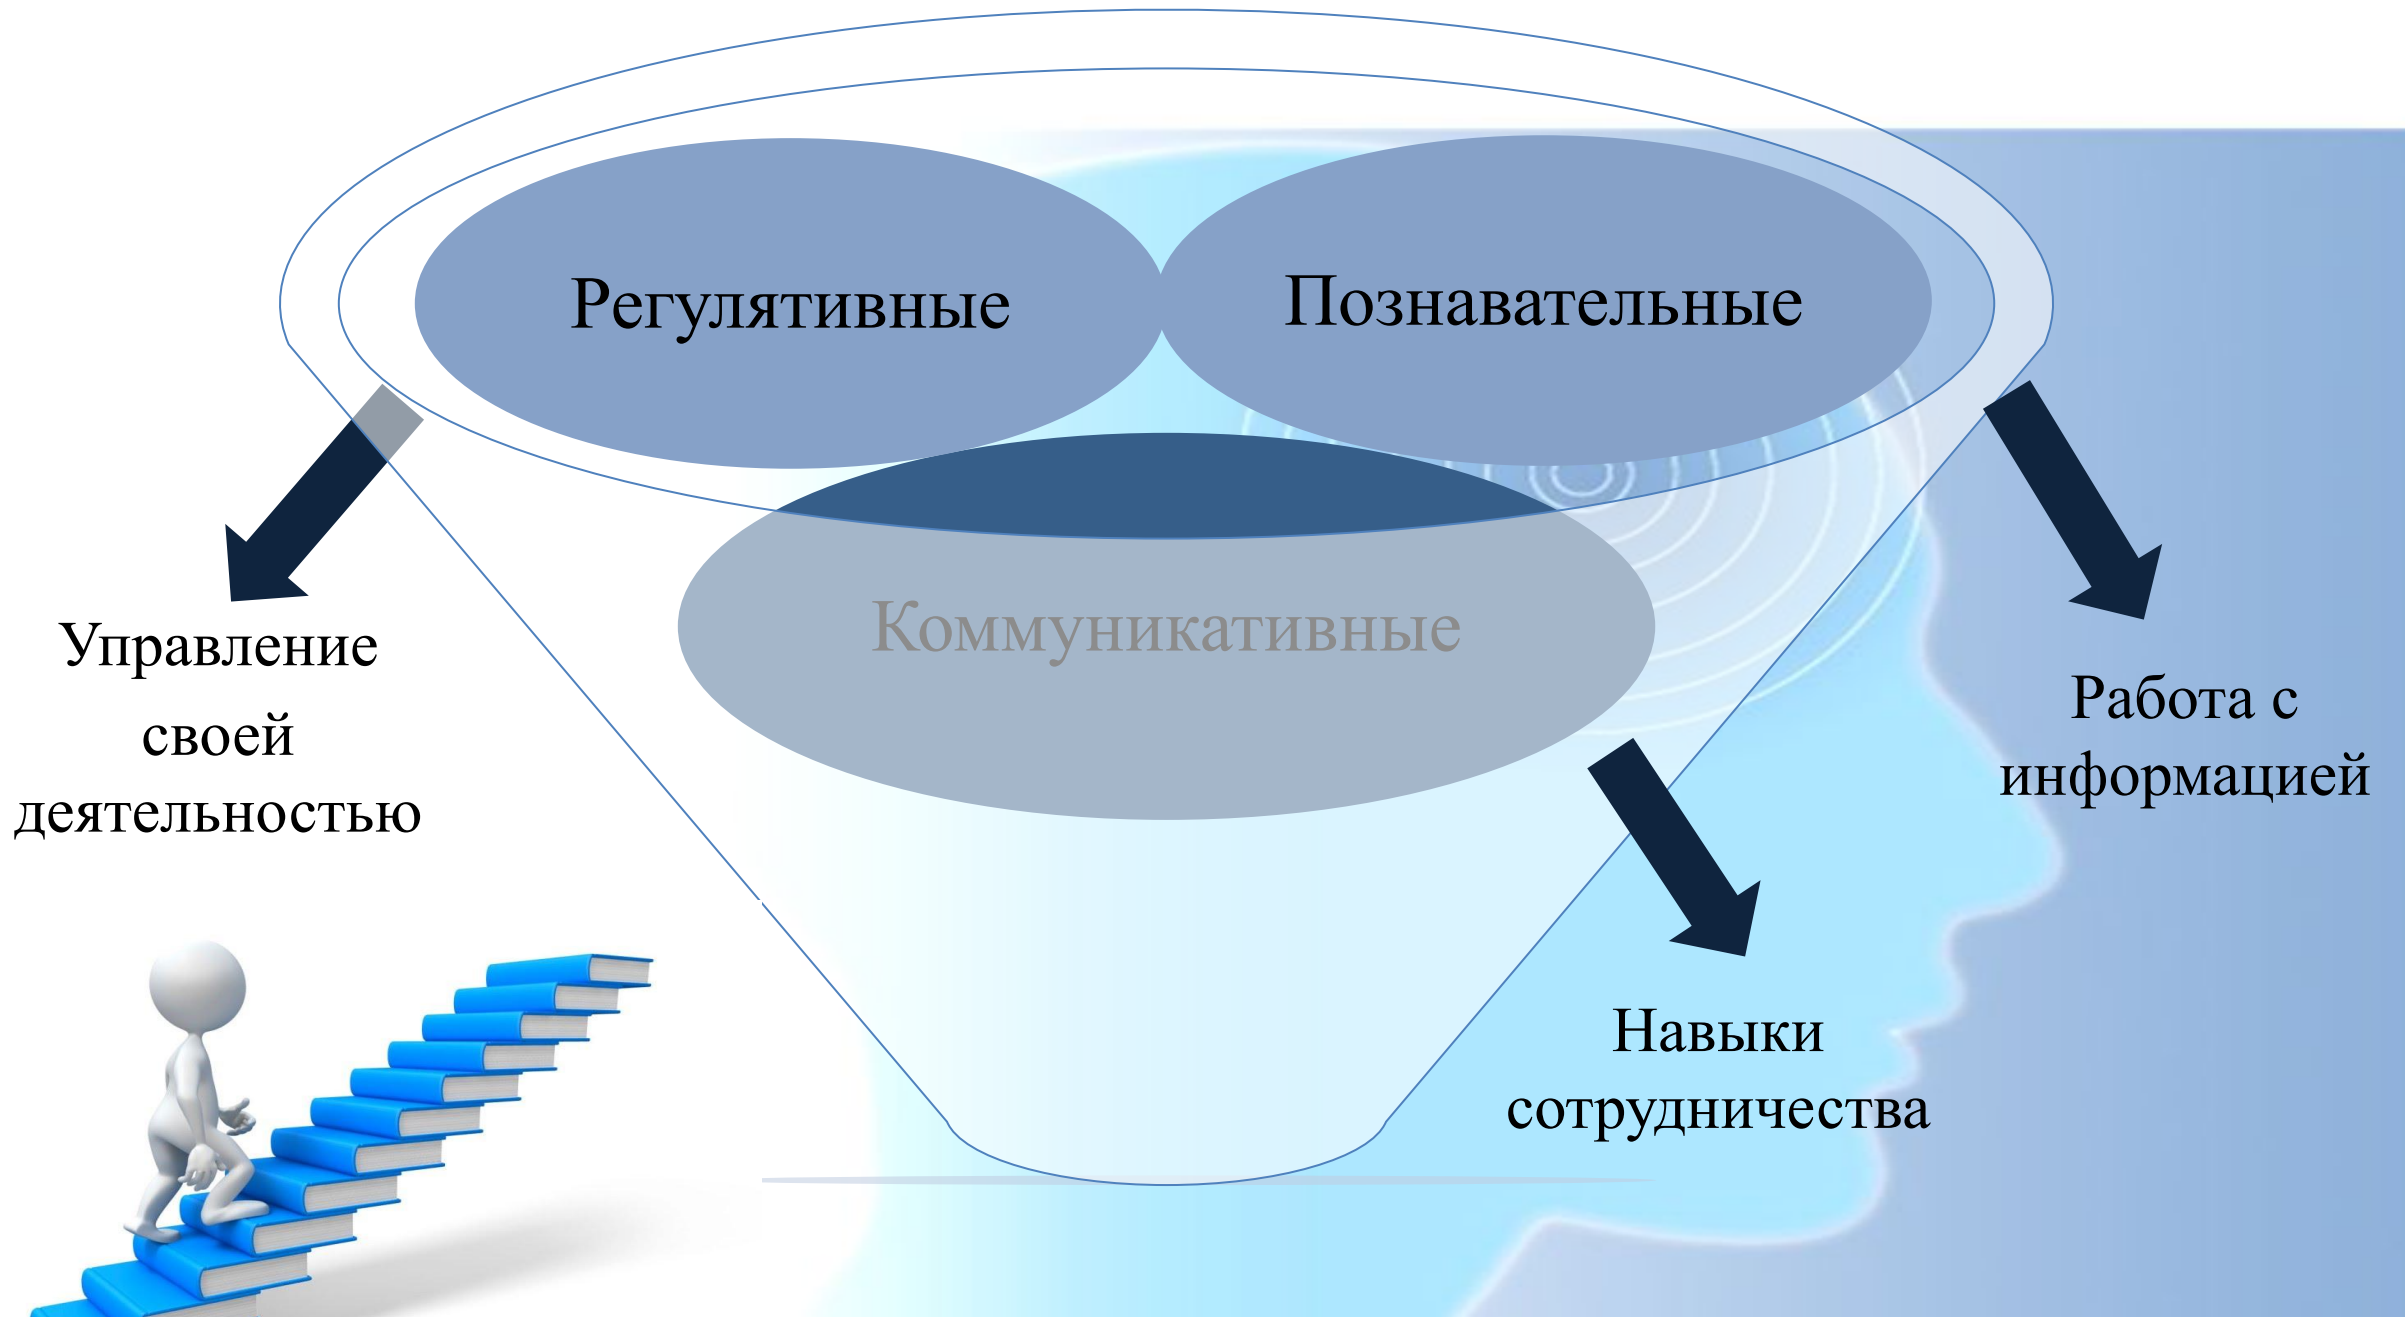 Регулятивные
Познавательные
Коммуникативные
Управление
своей
деятельностью
Работа с
информацией
Навыки
сотрудничества